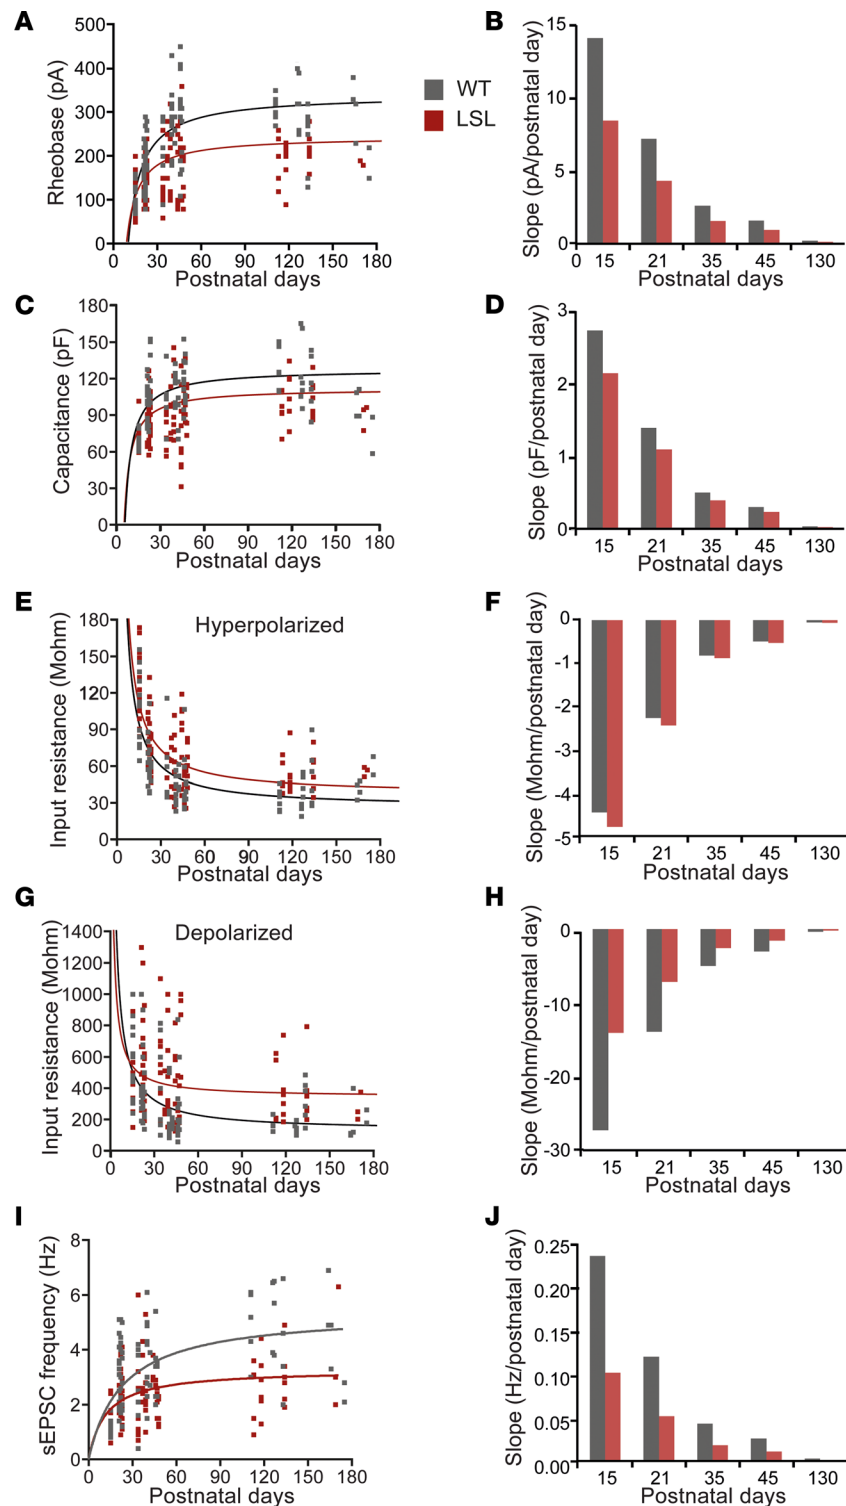 A
Rheobase (pA)
500
400
300
200
100
0
0 30 60 90 120 150 180
Postnatal days
WT
LSL
B
Slope (pA/postnatal day)
15
10
5
0
0 15 21 35 45 130
Postnatal days
C
Capacitance (pF)
180
150
120
90
60
30
0
0 30 60 90 120 150 180
Postnatal days
D
Slope (pF/postnatal day)
3
2
1
0
15 21 35 45 130
Postnatal days
E
Hyperpolarized
Input resistance (Mohm)
180
150
120
90
60
30
0
0 30 60 90 120 150 180
Postnatal days
F
Slope (Mohm/postnatal day)
0
-1
-2
-3
-4
-5
15 21 35 45 130
Postnatal days
G
Depolarized
Input resistance (Mohm)
1400
1200
1000
800
600
400
200
0
0 30 60 90 120 150 180
Postnatal days
H
Slope (Mohm/postnatal day)
0
-10
-20
-30
15 21 35 45 130
Postnatal days
I
sEPSC frequency (Hz)
8
6
4
2
0
0 30 60 90 120 150 180
Postnatal days
J
Slope (Hz/postnatal day)
0.25
0.20
0.15
0.10
0.05
0.00
15 21 35 45 130
Postnatal days